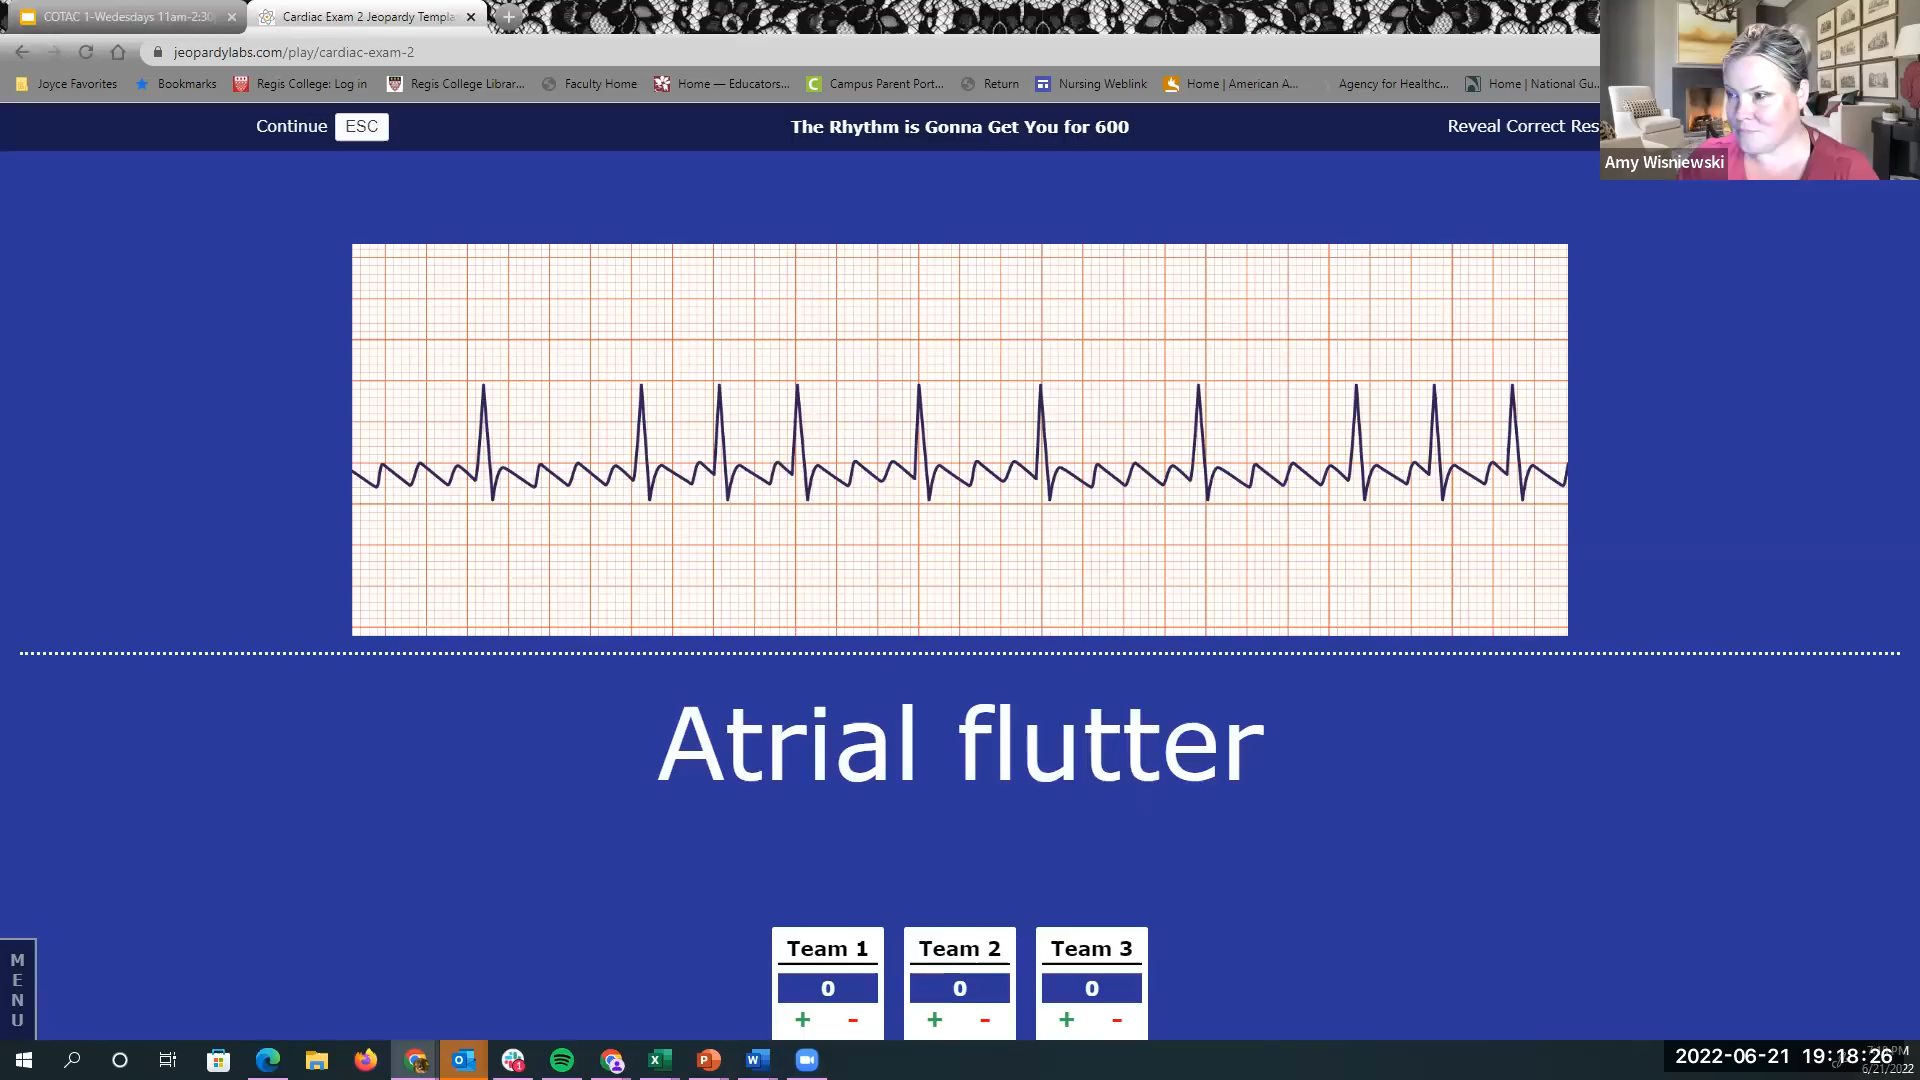 COTAC 1-Wedesdays 11am-2:30
Cardiac Exam 2 Jeopardy Templa
jeopardylabs.com/play/cardiac-exam-2
Joyce Favorites
Bookmarks
Regis College: Log in
Regis College Librar...
Faculty Home
Home — Educators...
Campus Parent Port...
Return
Nursing Weblink
Home | American A...
Agency for Healthc...
Home | National Gu...
Continue ESC
The Rhythm is Gonna Get You for 600
Reveal Correct Res
Amy Wisniewski
Atrial flutter
Team 1
0
+ -
Team 2
0
+ -
Team 3
0
+ -
MENU
2022-06-21 19:18:26
6/21/2022